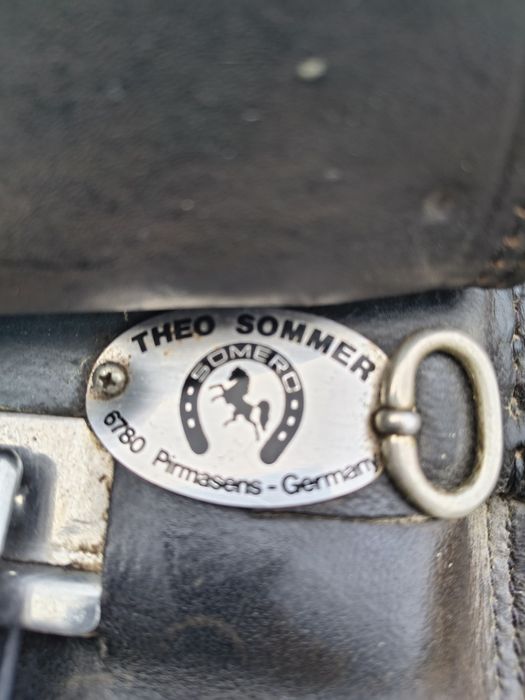 THEO SOMMER
SOMERO
6780 Pirmasens - Germany